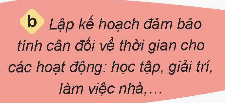 b Lập kế hoạch đảm bảo
tính cân đối về thời gian cho
các hoạt động: học tập, giải trí,
làm việc nhà,...